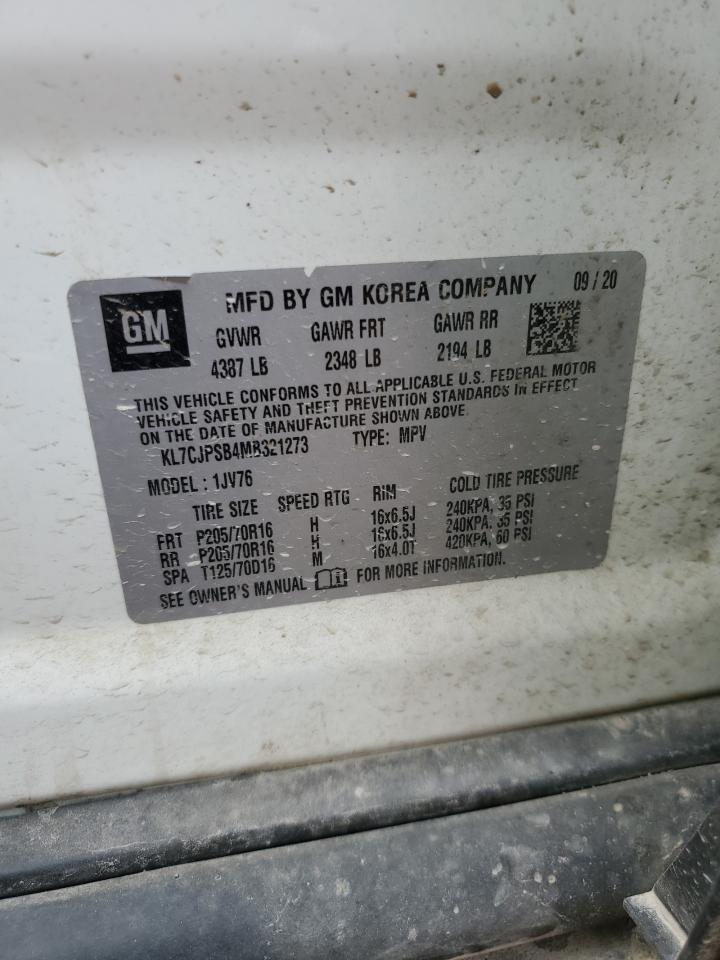 GM
MFD BY GM KOREA COMPANY 09 / 20
GVWR GAWR FRT GAWR RR
4387 LB 2348 LB 2194 LB
THIS VEHICLE CONFORMS TO ALL APPLICABLE U.S. FEDERAL MOTOR
VEHICLE SAFETY AND THEFT PREVENTION STANDARDS IN EFFECT
ON THE DATE OF MANUFACTURE SHOWN ABOVE.
KL7CJPSB4MB321273 TYPE: MPV
MODEL : 1JV76
TIRE SIZE SPEED RTG RIM COLD TIRE PRESSURE
FRT P205/70R16 H 16x6.5J 240KPA, 35 PSI
RR P205/70R16 H 16x6.5J 240KPA, 35 PSI
SPA T125/70D16 M 16x4.0T 420KPA, 60 PSI
SEE OWNER'S MANUAL FOR MORE INFORMATION.